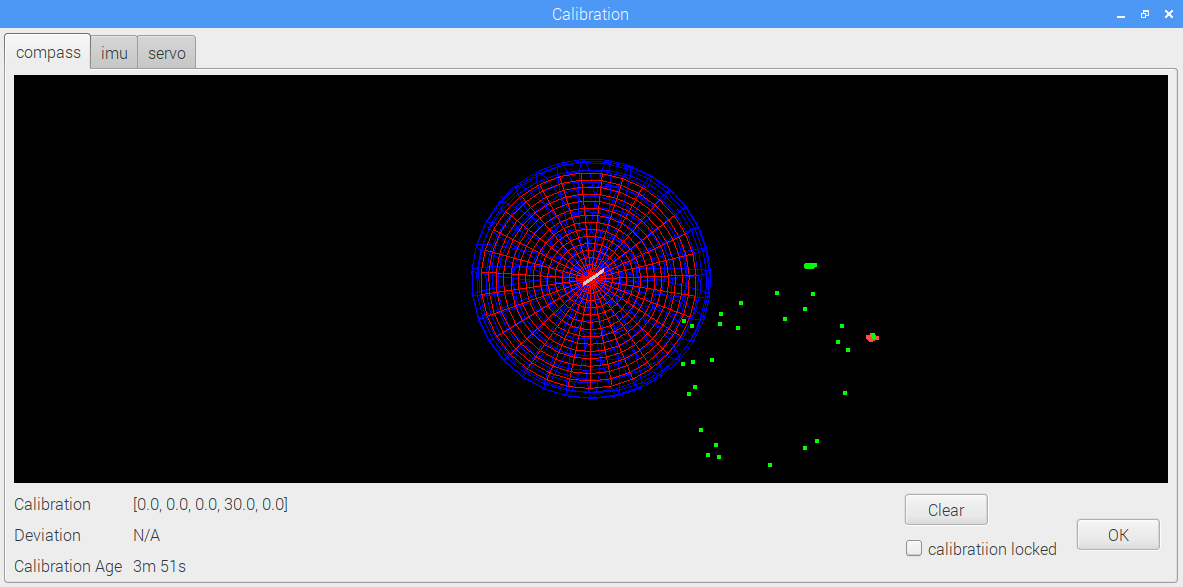 Calibration
compass imu servo
Calibration [0.0, 0.0, 0.0, 30.0, 0.0]
Clear
Deviation N/A
OK
calibratiion locked
Calibration Age 3m 51s